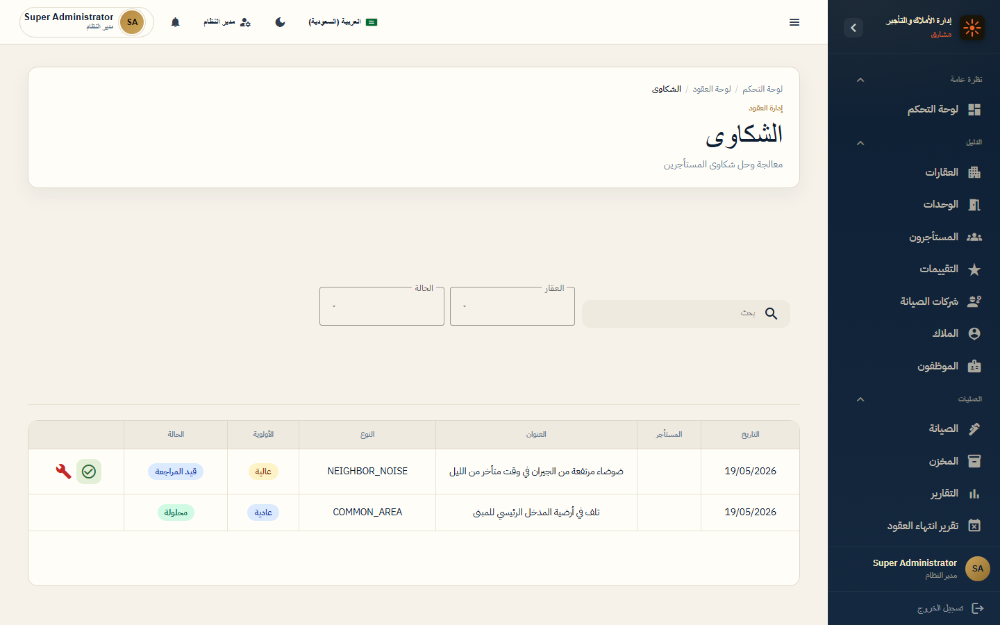 إدارة الأملاك والتأجير
مشارق
نظرة عامة
لوحة التحكم
الدليل
العقارات
الوحدات
المستأجرون
التقييمات
شركات الصيانة
الملاك
الموظفون
العمليات
الصيانة
المخزن
التقارير
تقرير انتهاء العقود
Super Administrator
SA
مدير النظام
تسجيل الخروج
العربية (السعودية)
مدير النظام
SA
Super Administrator
مدير النظام
لوحة التحكم / لوحة العقود / الشكاوى
إدارة العقود
الشكاوى
معالجة وحل شكاوى المستأجرين
بحث
العقار
الحالة
التاريخ المستأجر العنوان النوع الأولوية الحالة
19/05/2026 ضوضاء مرتفعة من الجيران في وقت متأخر من الليل NEIGHBOR_NOISE عالية قيد المراجعة
19/05/2026 تلف في أرضية المدخل الرئيسي للمبنى COMMON_AREA عادية محلولة